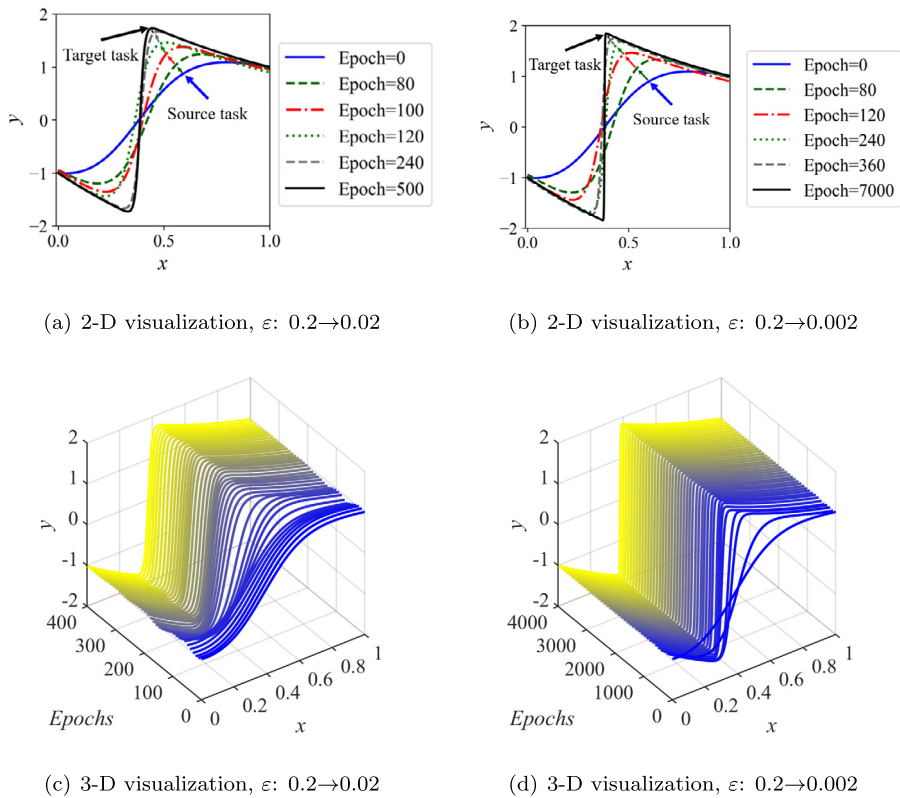 2
1
0
−1
−2
y
0.0
0.5
1.0
x
Target task
Source task
Epoch=0
Epoch=80
Epoch=100
Epoch=120
Epoch=240
Epoch=500
2
1
0
−1
−2
y
0.0
0.5
1.0
x
Target task
Source task
Epoch=0
Epoch=80
Epoch=120
Epoch=240
Epoch=360
Epoch=7000
(a) 2-D visualization, ε: 0.2→0.02
(b) 2-D visualization, ε: 0.2→0.002
2
1
0
-1
-2
y
400
300
200
100
0
Epochs
0
0.2
0.4
0.6
0.8
1
x
2
1
0
-1
-2
y
4000
3000
2000
1000
0
Epochs
0
0.2
0.4
0.6
0.8
1
x
(c) 3-D visualization, ε: 0.2→0.02
(d) 3-D visualization, ε: 0.2→0.002